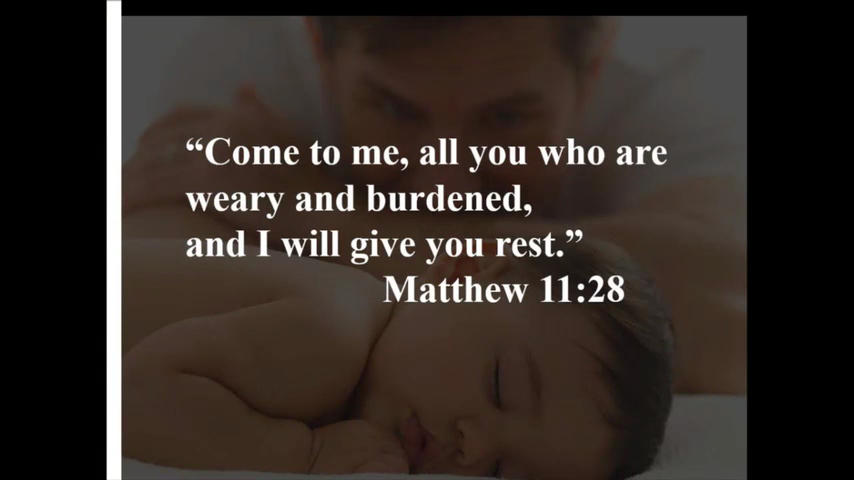 “Come to me, all you who are
weary and burdened,
and I will give you rest.”
Matthew 11:28